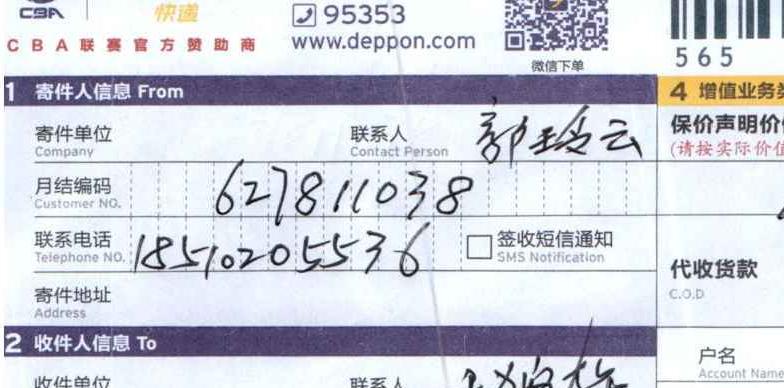 CBA 快递
95353
CBA联赛官方赞助商 www.deppon.com
微信下单
565
1 寄件人信息 From
4 增值业务
寄件单位 联系人 郭玲云
Company Contact Person
保价声明价
(请按实际价值
月结编码 627811038
Customer NO.
联系电话 18510205536 签收短信通知
Telephone NO. SMS Notification
代收货款
C.O.D
寄件地址
Address
2 收件人信息 To
户名
Account Name
收件单位 联系人